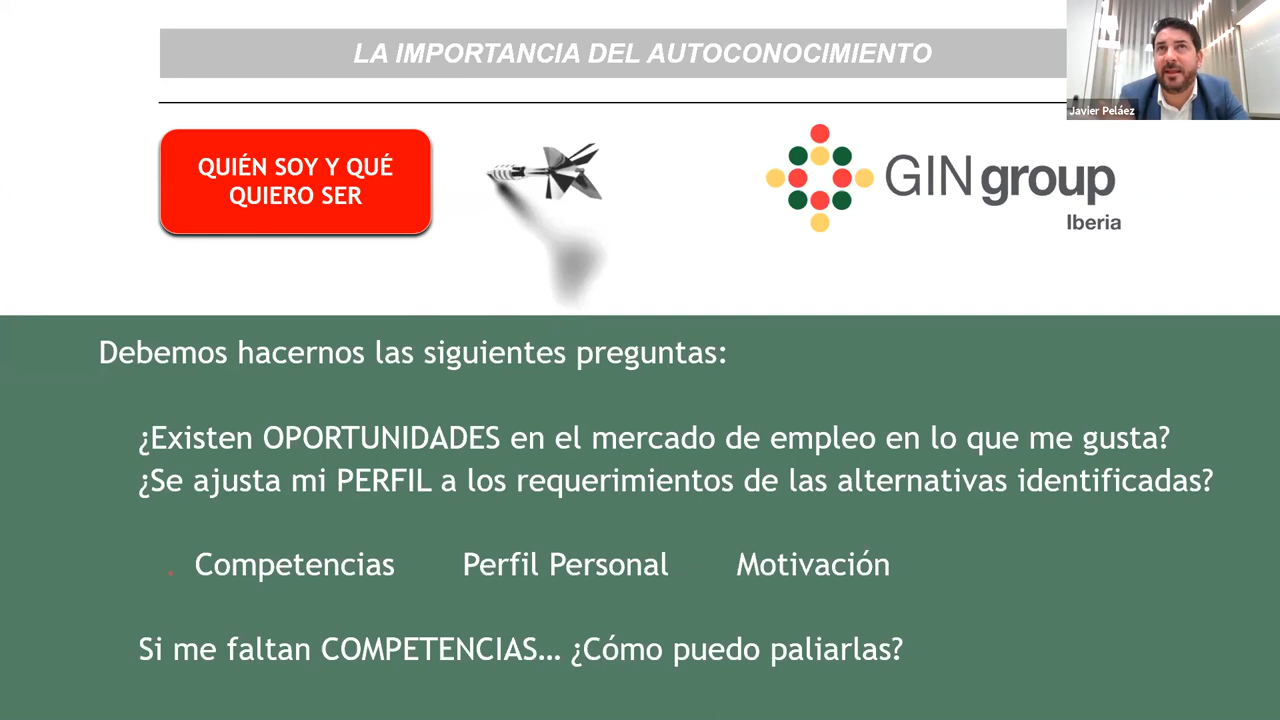 LA IMPORTANCIA DEL AUTOCONOCIMIENTO
Javier Peláez
QUIÉN SOY Y QUÉ
QUIERO SER
GINgroup
Iberia
Debemos hacernos las siguientes preguntas:
¿Existen OPORTUNIDADES en el mercado de empleo en lo que me gusta?
¿Se ajusta mi PERFIL a los requerimientos de las alternativas identificadas?
. Competencias Perfil Personal Motivación
Si me faltan COMPETENCIAS… ¿Cómo puedo paliarlas?